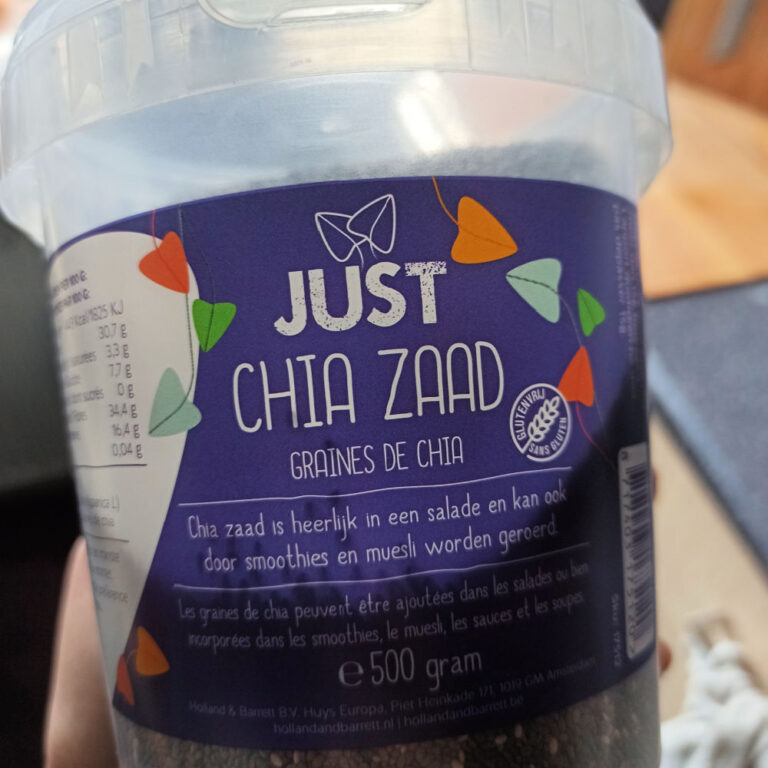 JUST
CHIA ZAAD
GRAINES DE CHIA
GLUTENVRIJ
SANS GLUTEN
Chia zaad is heerlijk in een salade en kan ook
door smoothies en muesli worden geroerd.
Les graines de chia peuvent être ajoutées dans les salades ou bien
incorporées dans les smoothies, le muesli, les sauces et les soupes.
e 500 gram
Holland & Barrett B.V. Huys Europa, Piet Heinkade 171, 1019 GM Amsterdam
hollandandbarrett.nl | hollandandbarrett.be
Kcal/1625 KJ
30,7 g
3,3 g
7,7 g
0 g
34,4 g
16,4 g
0,04 g